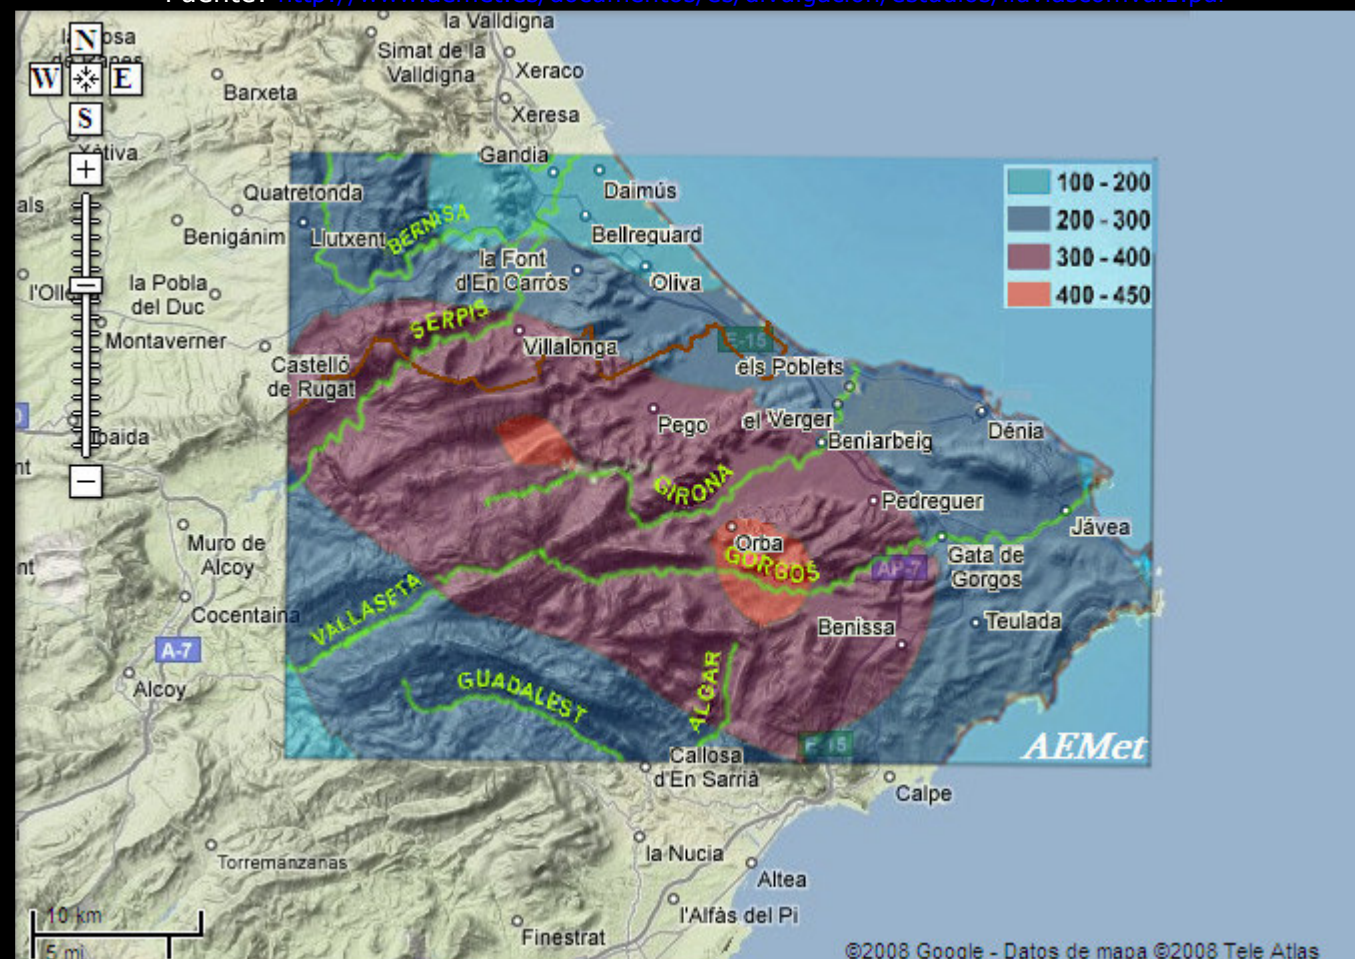 Fuente:
la Valldigna
Simat de la
Valldigna
Xeraco
Barxeta
Xeresa
N
W
E
S
+
Gandia
Quatretonda
Daimús
Benigánim
Llutxent
BERNISA
Bellreguard
la Font
d'En Carròs
Oliva
la Pobla
del Duc
Montaverner
SERPIS
Villalonga
E-15
els Poblets
Castelló
de Rugat
Pego
el Verger
Beniarbeig
Dénia
GIRONA
Pedreguer
Jávea
Muro de
Alcoy
Orba
GORGOS
AP-7
Gata de
Gorgos
Cocentaina
VALLASETA
Teulada
Benissa
A-7
Alcoy
GUADALEST
ALGAR
E-15
Callosa
d'En Sarrià
Calpe
Torremanzanas
la Nucia
Altea
l'Alfàs del Pi
Finestrat
100 - 200
200 - 300
300 - 400
400 - 450
AEMet
10 km
5 mi
©2008 Google - Datos de mapa ©2008 Tele Atlas